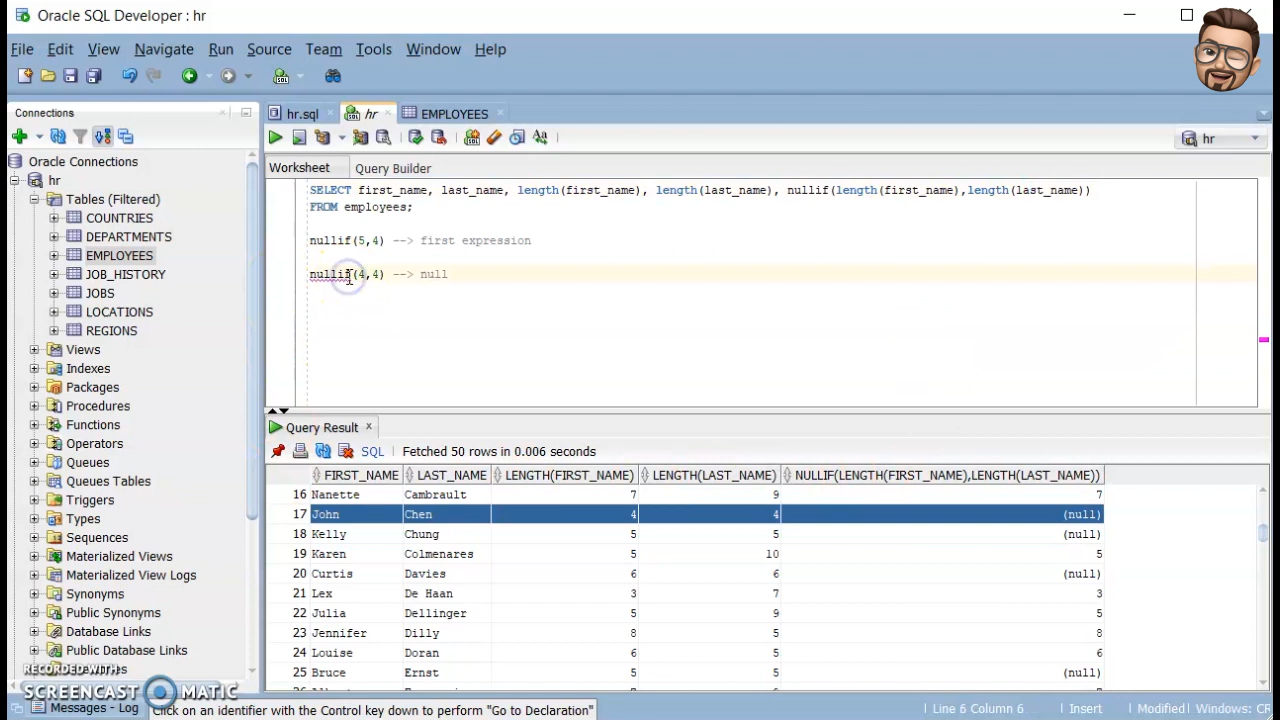 Oracle SQL Developer : hr
File Edit View Navigate Run Source Team Tools Window Help
Connections
hr.sql
hr
EMPLOYEES
hr
Worksheet
Query Builder
Oracle Connections
hr
Tables (Filtered)
COUNTRIES
DEPARTMENTS
EMPLOYEES
JOB_HISTORY
JOBS
LOCATIONS
REGIONS
Views
Indexes
Packages
Procedures
Functions
Operators
Queues
Queues Tables
Triggers
Types
Sequences
Materialized Views
Materialized View Logs
Synonyms
Public Synonyms
Database Links
Public Database Links
SELECT first_name, last_name, length(first_name), length(last_name), nullif(length(first_name),length(last_name))
FROM employees;
nullif(5,4) --> first expression
nullif(4,4) --> null
Query Result
SQL
Fetched 50 rows in 0.006 seconds
FIRST_NAME LAST_NAME LENGTH(FIRST_NAME) LENGTH(LAST_NAME) NULLIF(LENGTH(FIRST_NAME),LENGTH(LAST_NAME))
16 Nanette Cambrault 7 9 7
17 John Chen 4 4 (null)
18 Kelly Chung 5 5 (null)
19 Karen Colmenares 5 10 5
20 Curtis Davies 6 6 (null)
21 Lex De Haan 3 7 3
22 Julia Dellinger 5 9 5
23 Jennifer Dilly 8 5 8
24 Louise Doran 6 5 6
25 Bruce Ernst 5 5 (null)
RECORDED WITH
SCREENCAST MATIC
Messages - Log
Click on an identifier with the Control key down to perform "Go to Declaration"
Line 6 Column 6
Insert
Modified
Windows: CR